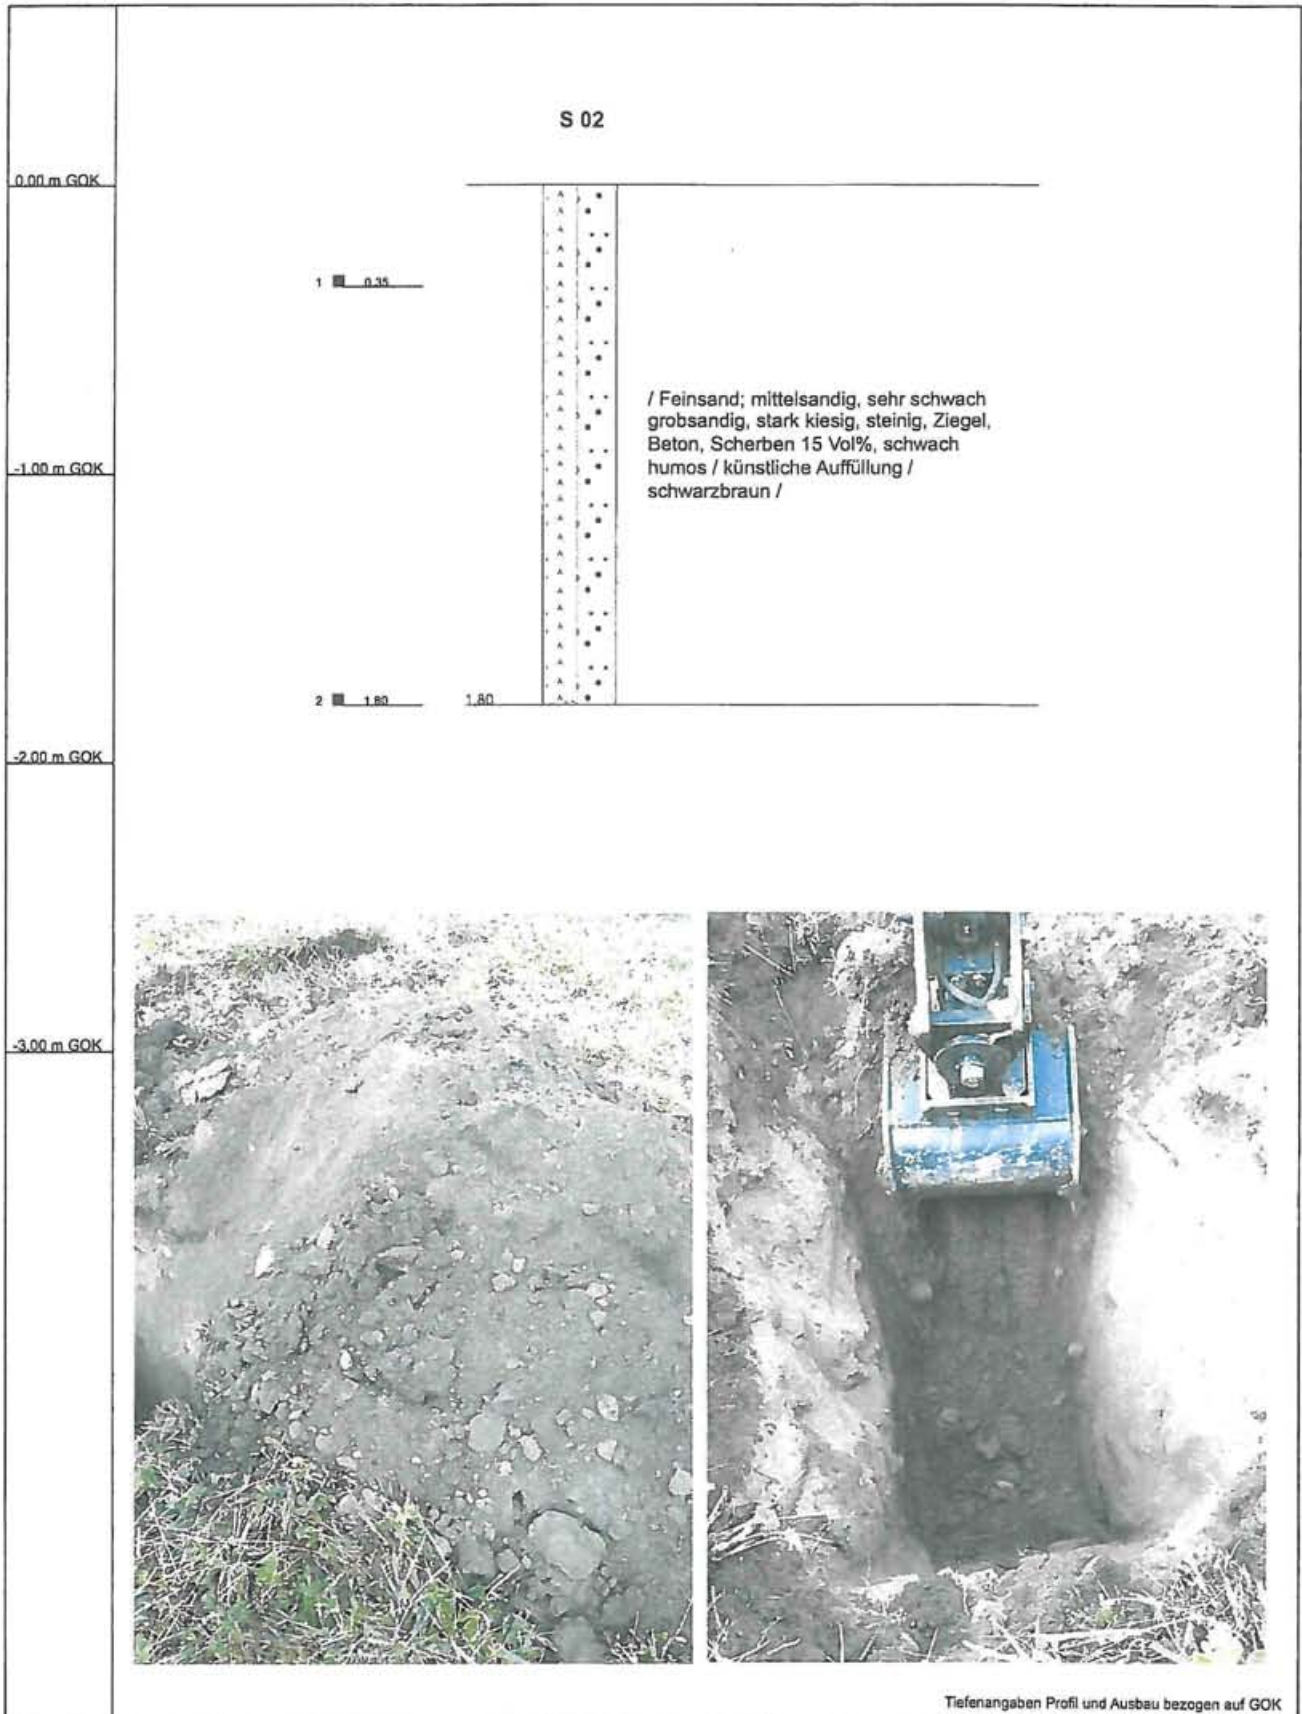 S 02
0.00 m GOK
1 0.35
/ Feinsand; mittelsandig, sehr schwach
grobsandig, stark kiesig, steinig, Ziegel,
Beton, Scherben 15 Vol%, schwach
humos / künstliche Auffüllung /
schwarzbraun /
-1.00 m GOK
2 1.80 1.80
-2.00 m GOK
-3.00 m GOK
Tiefenangaben Profil und Ausbau bezogen auf GOK